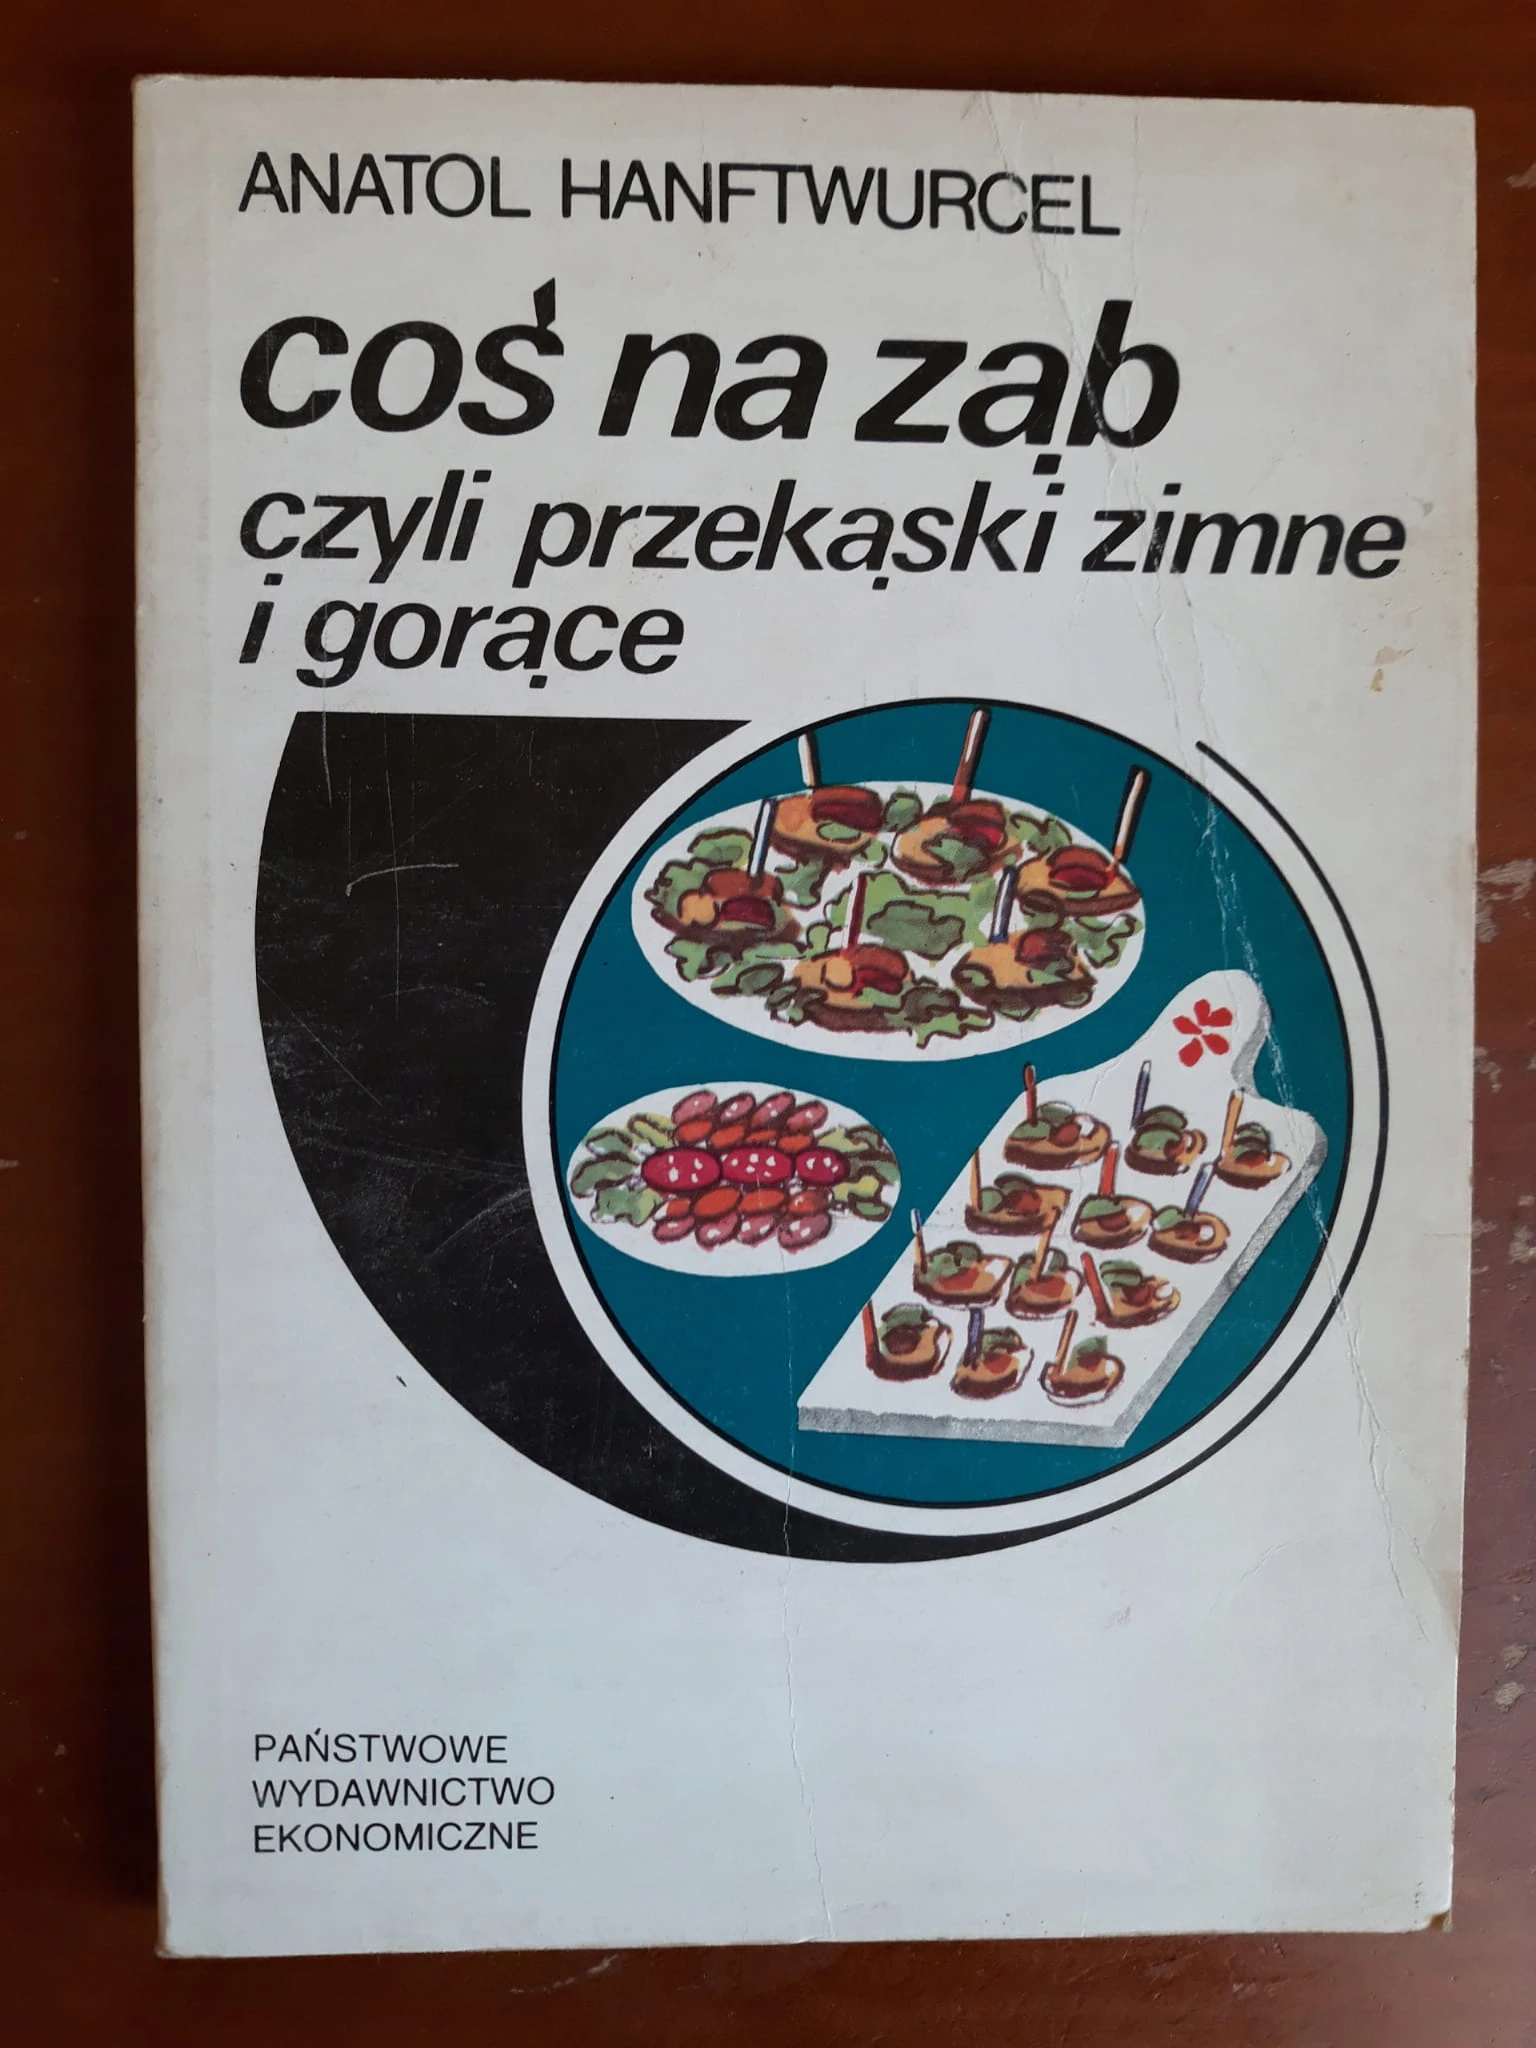 ANATOL HANFTWURCEL
coś na ząb
czyli przekąski zimne
i gorące
PAŃSTWOWE
WYDAWNICTWO
EKONOMICZNE